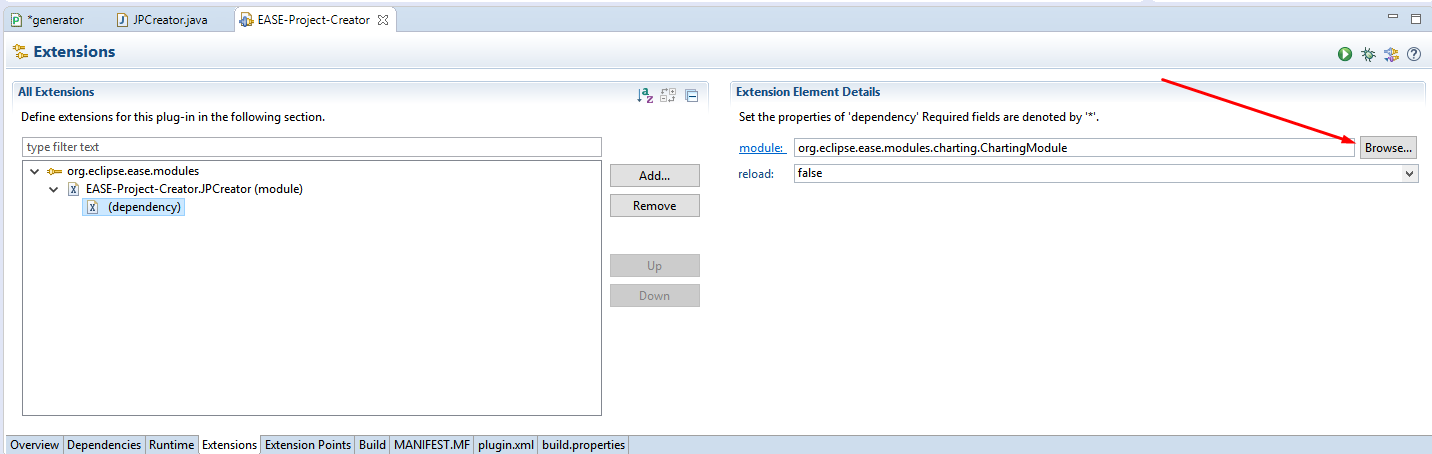 *generator JPCreator.java EASE-Project-Creator
Extensions
All Extensions
Define extensions for this plug-in in the following section.
type filter text
org.eclipse.ease.modules
EASE-Project-Creator.JPCreator (module)
(dependency)
Add...
Remove
Up
Down
Extension Element Details
Set the properties of 'dependency' Required fields are denoted by '*'.
module: org.eclipse.ease.modules.charting.ChartingModule Browse...
reload: false
Overview Dependencies Runtime Extensions Extension Points Build MANIFEST.MF plugin.xml build.properties